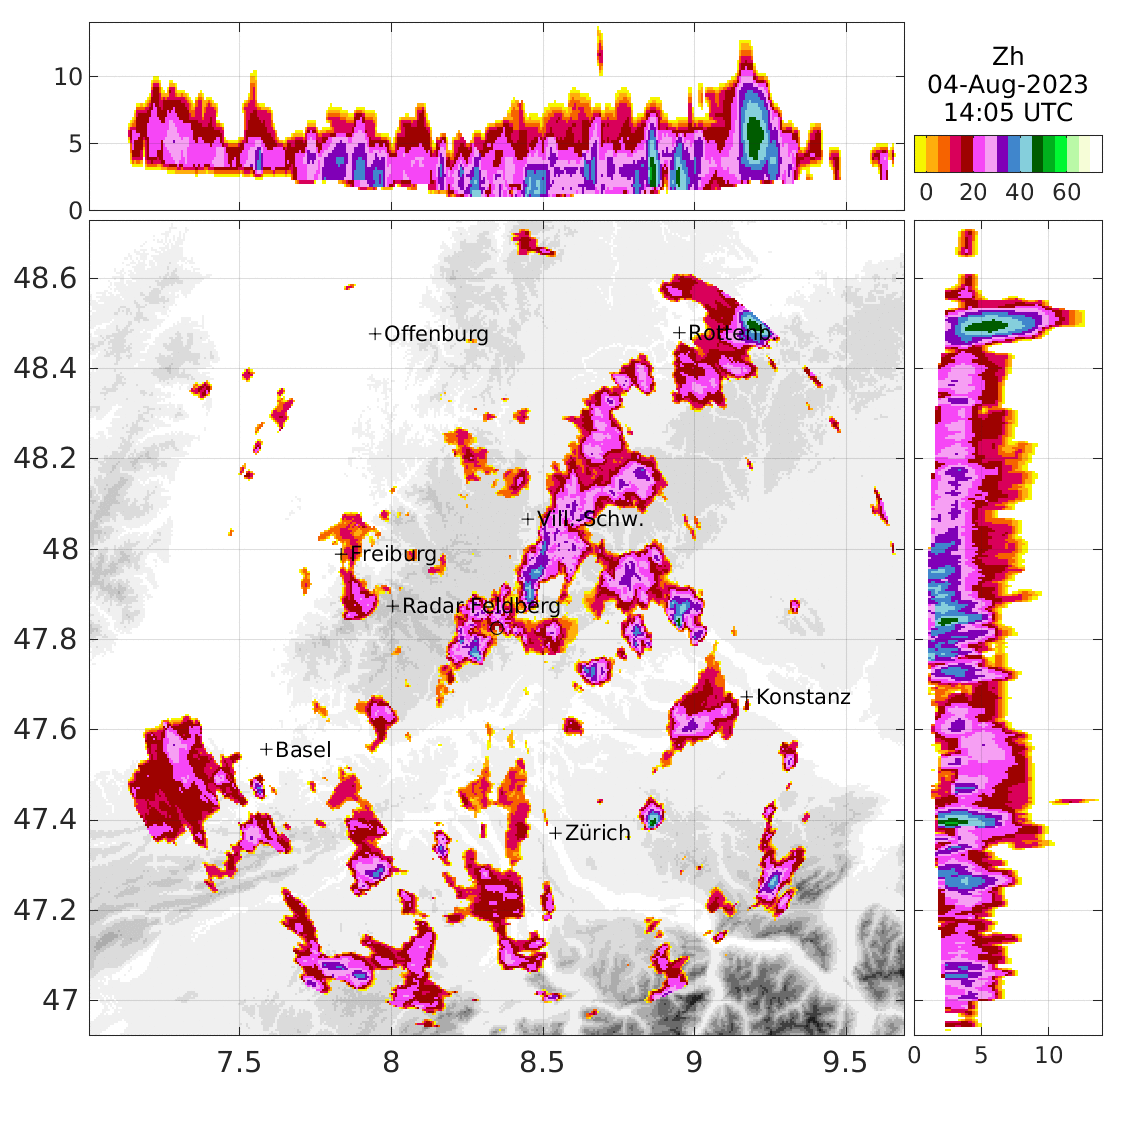 10
5
0
Zh
04-Aug-2023
14:05 UTC
0 20 40 60
48.6
48.4
48.2
48
47.8
47.6
47.4
47.2
47
+Offenburg
+Rottenb.
+Vill.-Schw.
+Freiburg
+Radar Feldberg
+Konstanz
+Basel
+Zürich
7.5 8 8.5 9 9.5
0 5 10